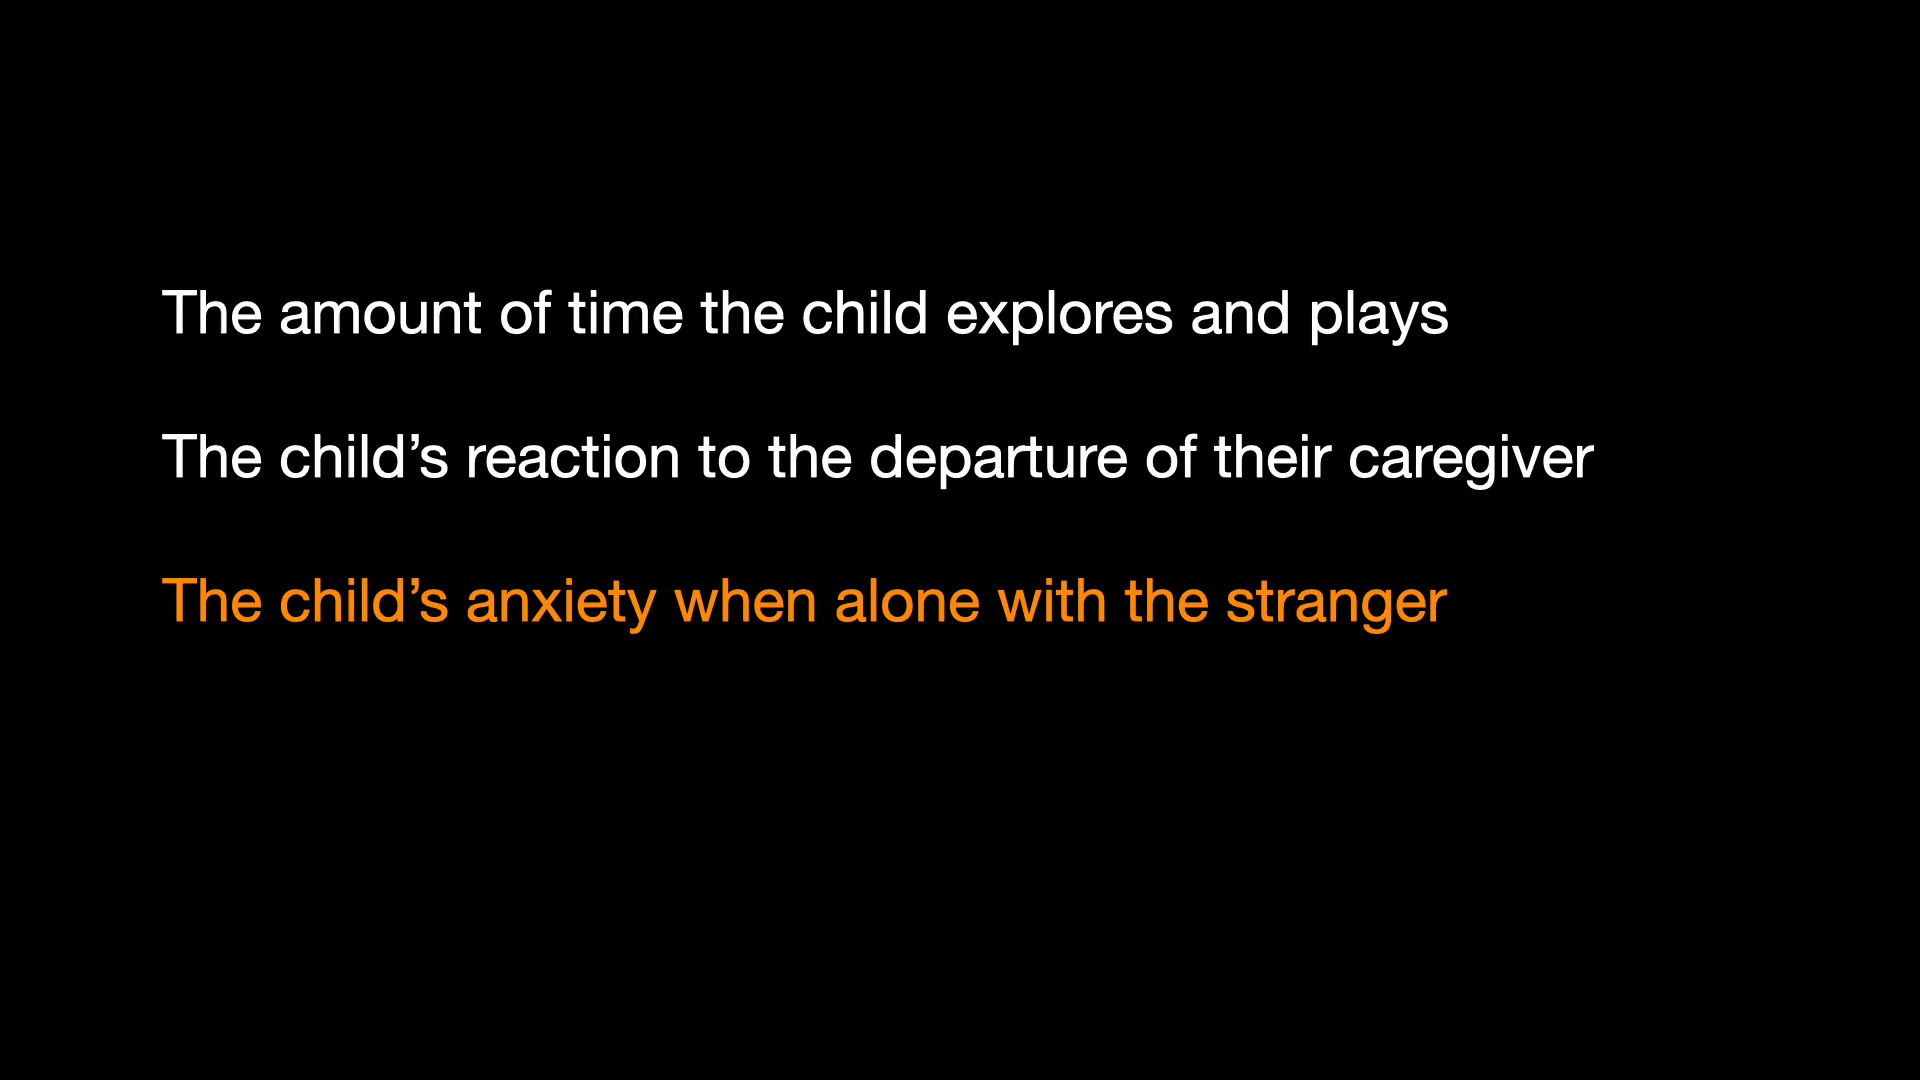 The amount of time the child explores and plays
The child’s reaction to the departure of their caregiver
The child’s anxiety when alone with the stranger